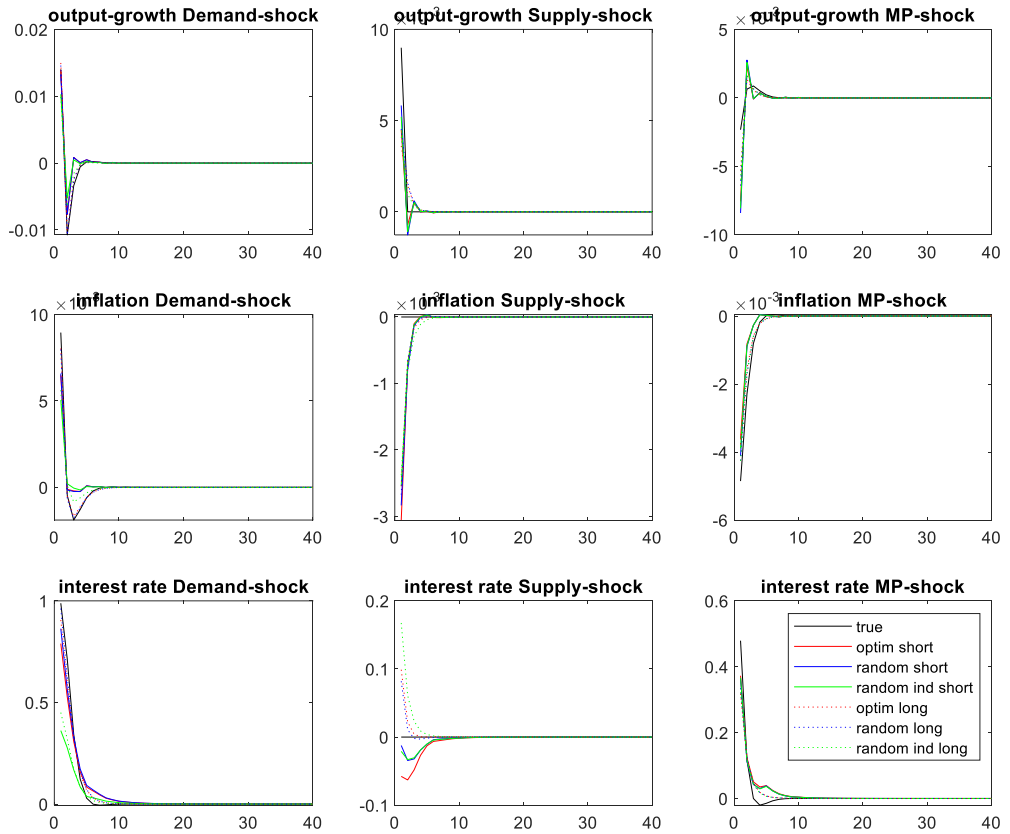 output-growth Demand-shock
0.02
0.01
0
-0.01
0 10 20 30 40
output-growth Supply-shock
10
5
0
0 10 20 30 40
output-growth MP-shock
5
0
-5
-10
0 10 20 30 40
inflation Demand-shock
10
5
0
0 10 20 30 40
inflation Supply-shock
0
-1
-2
-3
0 10 20 30 40
inflation MP-shock
×10-3
0
-2
-4
-6
0 10 20 30 40
interest rate Demand-shock
1
0.5
0
0 10 20 30 40
interest rate Supply-shock
0.2
0.1
0
-0.1
0 10 20 30 40
interest rate MP-shock
0.6
0.4
0.2
0
0 10 20 30 40
true
optim short
random short
random ind short
optim long
random long
random ind long